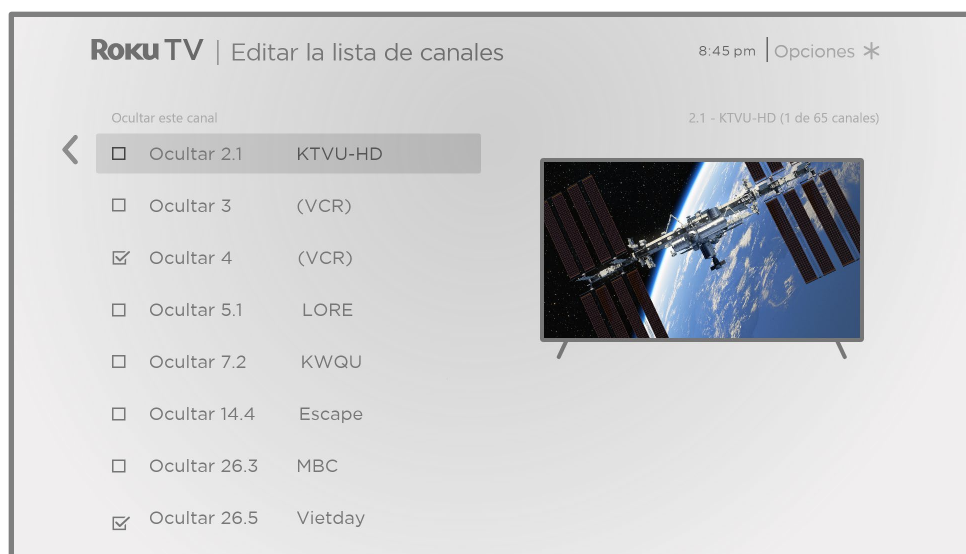 Roku TV | Editar la lista de canales
8:45 pm | Opciones
Ocultar este canal
2.1 - KTVU-HD (1 de 65 canales)
Ocultar 2.1 KTVU-HD
Ocultar 3 (VCR)
Ocultar 4 (VCR)
Ocultar 5.1 LORE
Ocultar 7.2 KWQU
Ocultar 14.4 Escape
Ocultar 26.3 MBC
Ocultar 26.5 Vietday